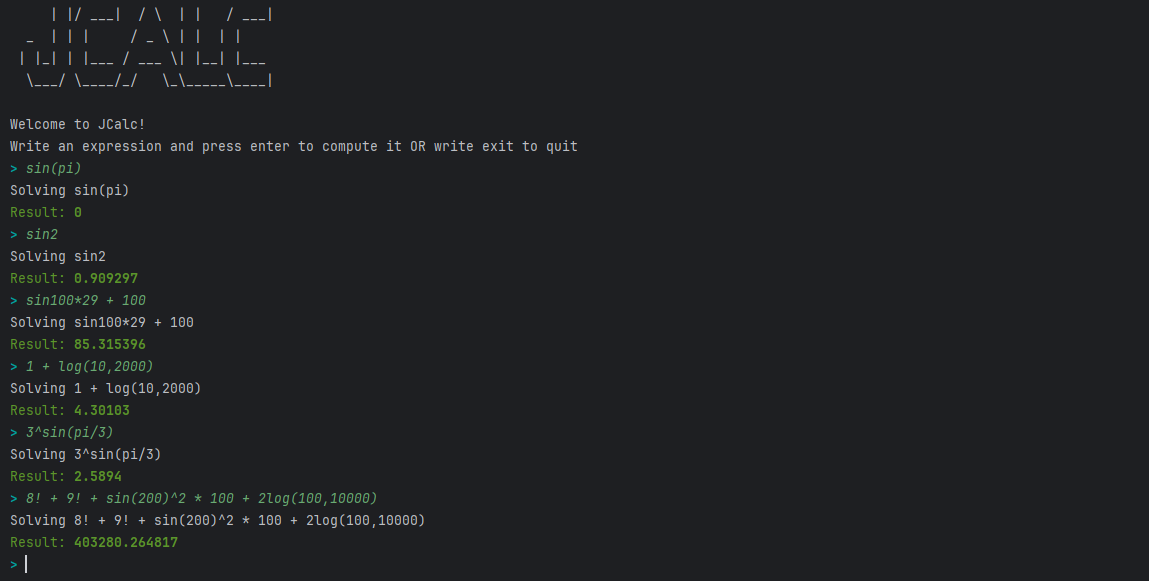 | |/ ___|  / \  | |   / ___|
  _  | | |     / _ \ | |  | |
 | |_| | |___ / ___ \| |__| |___
  \___/ \____/_/   \_\_____\____|
Welcome to JCalc!
Write an expression and press enter to compute it OR write exit to quit
> sin(pi)
Solving sin(pi)
Result: 0
> sin2
Solving sin2
Result: 0.909297
> sin100*29 + 100
Solving sin100*29 + 100
Result: 85.315396
> 1 + log(10,2000)
Solving 1 + log(10,2000)
Result: 4.30103
> 3^sin(pi/3)
Solving 3^sin(pi/3)
Result: 2.5894
> 8! + 9! + sin(200)^2 * 100 + 2log(100,10000)
Solving 8! + 9! + sin(200)^2 * 100 + 2log(100,10000)
Result: 403280.264817
>